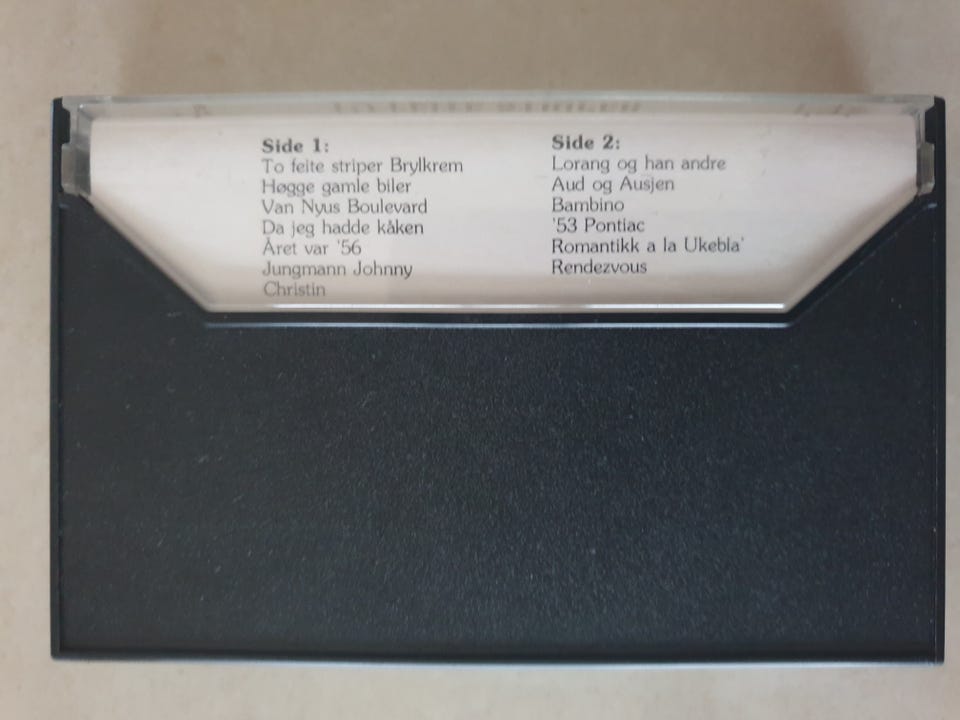 Side 1:
To feite striper Brylkrem
Høgge gamle biler
Van Nyus Boulevard
Da jeg hadde kåken
Året var '56
Jungmann Johnny
Christin
Side 2:
Lorang og han andre
Aud og Ausjen
Bambino
'53 Pontiac
Romantikk a la Ukebla'
Rendezvous